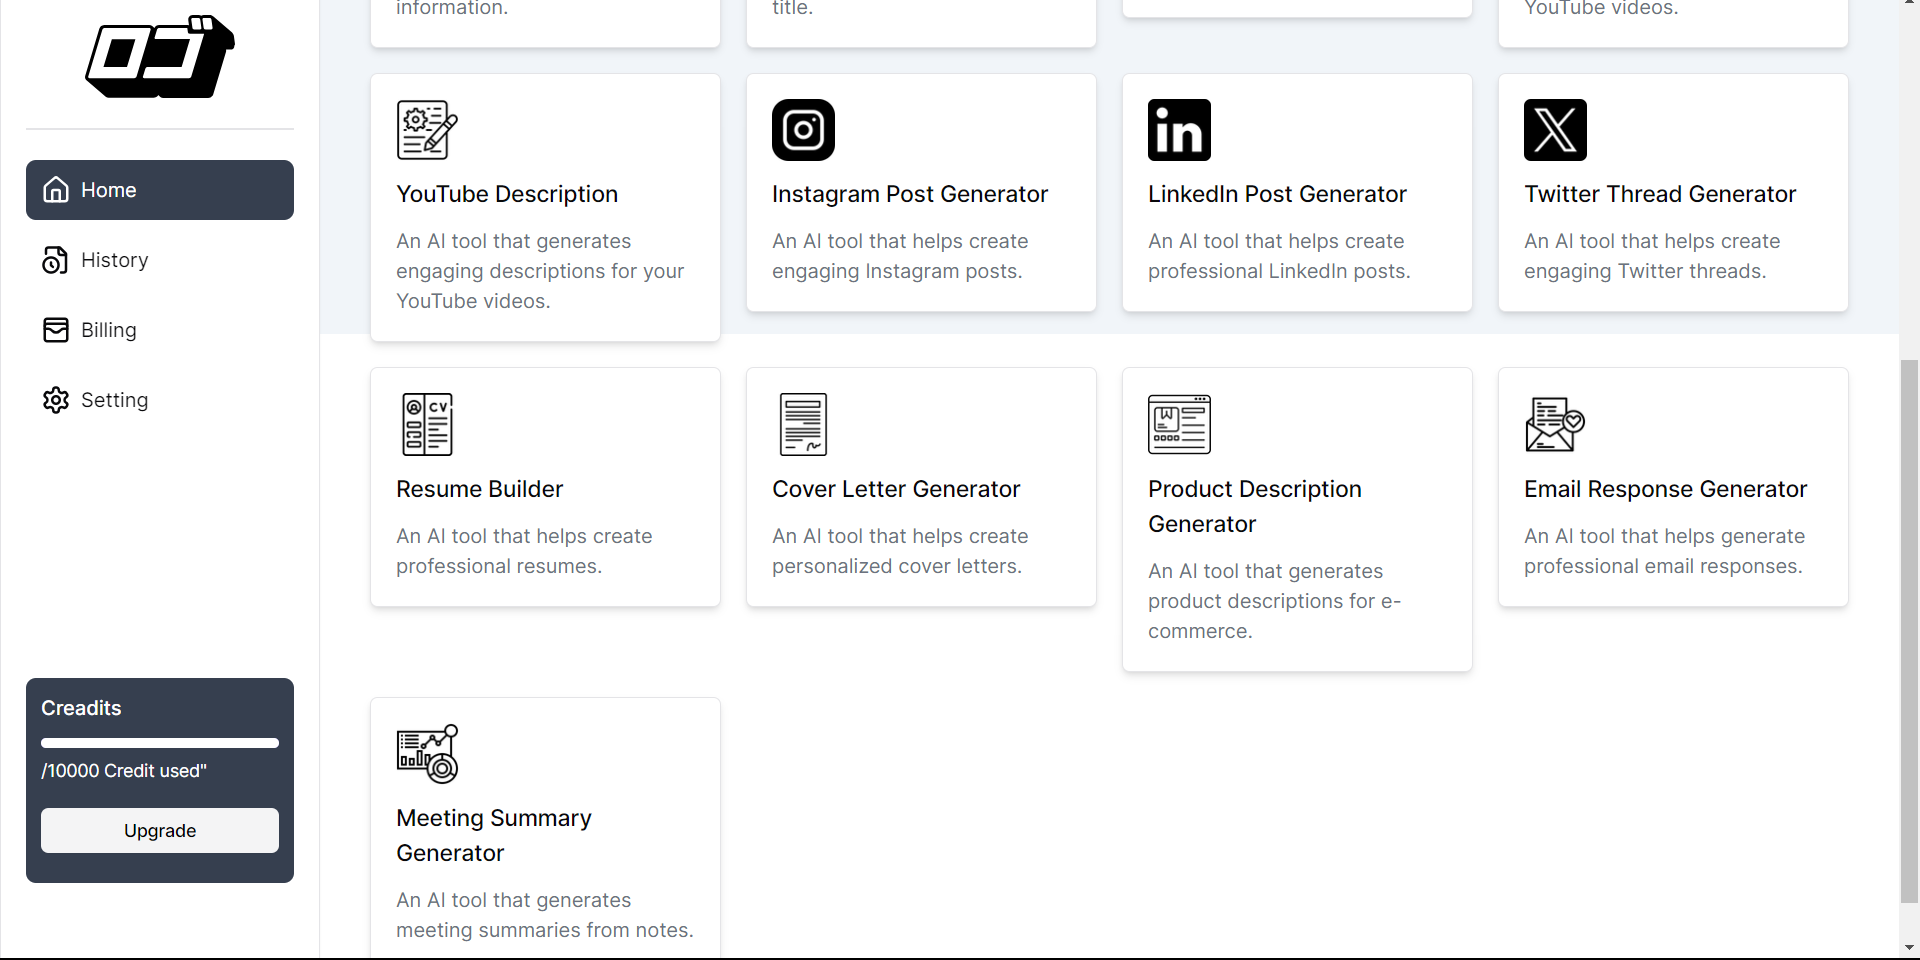 information.
title.
YouTube videos.
Home
History
Billing
Setting
Creadits
/10000 Credit used"
Upgrade
YouTube Description
An AI tool that generates
engaging descriptions for your
YouTube videos.
Instagram Post Generator
An AI tool that helps create
engaging Instagram posts.
LinkedIn Post Generator
An AI tool that helps create
professional LinkedIn posts.
Twitter Thread Generator
An AI tool that helps create
engaging Twitter threads.
CV
Resume Builder
An AI tool that helps create
professional resumes.
Cover Letter Generator
An AI tool that helps create
personalized cover letters.
Product Description
Generator
An AI tool that generates
product descriptions for e-
commerce.
Email Response Generator
An AI tool that helps generate
professional email responses.
Meeting Summary
Generator
An AI tool that generates
meeting summaries from notes.